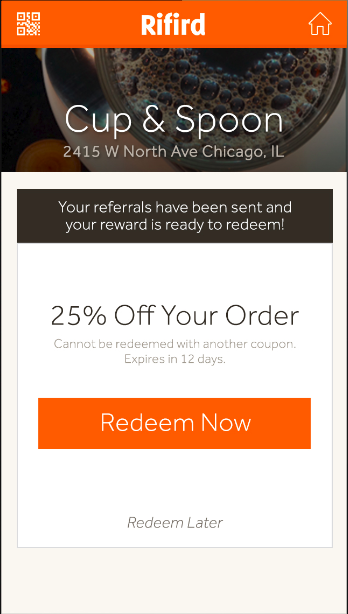 Rifird
Cup & Spoon
2415 W North Ave Chicago, IL
Your referrals have been sent and
your reward is ready to redeem!
25% Off Your Order
Cannot be redeemed with another coupon.
Expires in 12 days.
Redeem Now
Redeem Later